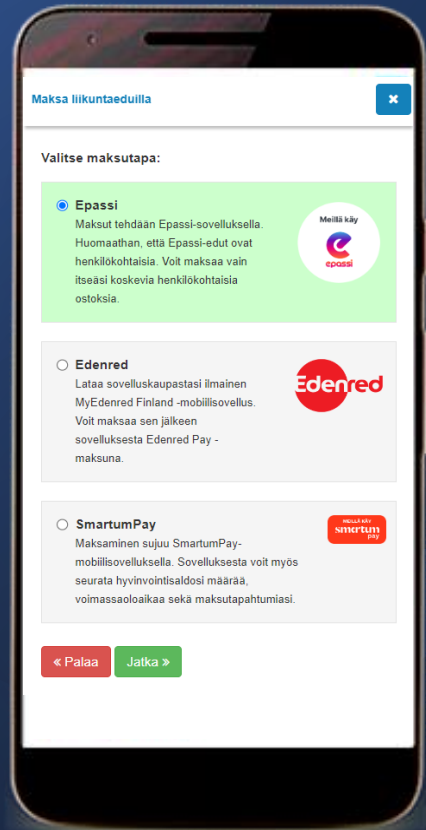 Maksa liikuntaeduilla
Valitse maksutapa:
Epassi
Maksut tehdään Epassi-sovelluksella.
Huomaathan, että Epassi-edut ovat
henkilökohtaisia. Voit maksaa vain
itseäsi koskevia henkilökohtaisia
ostoksia.
Meillä käy
epassi
Edenred
Lataa sovelluskaupastasi ilmainen
MyEdenred Finland -mobiilisovellus.
Voit maksaa sen jälkeen
sovelluksesta Edenred Pay -
maksuna.
Edenred
SmartumPay
Maksaminen sujuu SmartumPay-
mobiilisovelluksella. Sovelluksesta voit myös
seurata hyvinvointisaldosi määrää,
voimassaoloaikaa sekä maksutapahtumiasi.
MEILLÄ KÄY
smartum
pay
« Palaa
Jatka »